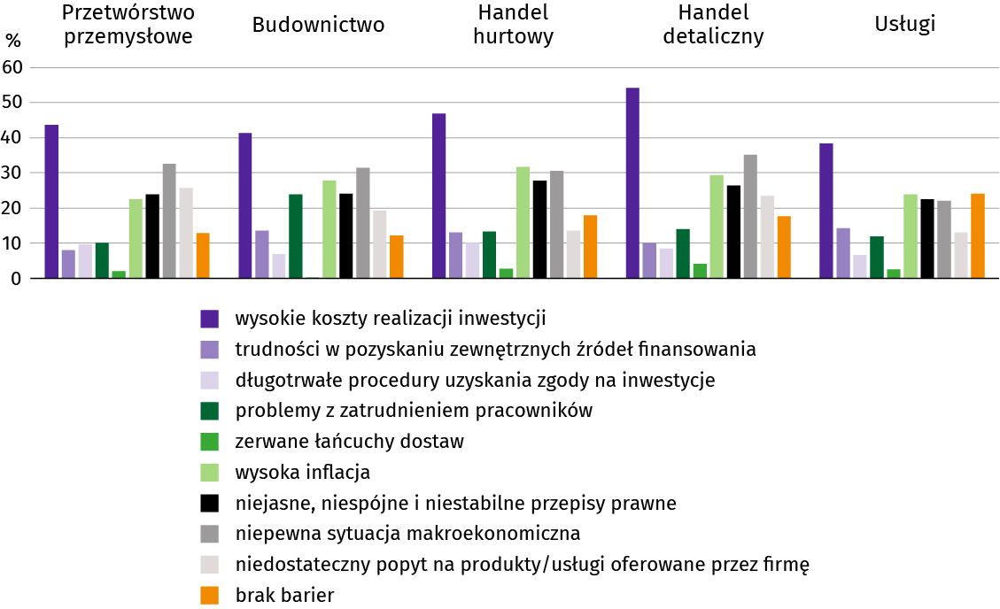 Przetwórstwo
przemysłowe
Budownictwo
Handel
hurtowy
Handel
detaliczny
Usługi
%
60
50
40
30
20
10
0
wysokie koszty realizacji inwestycji
trudności w pozyskaniu zewnętrznych źródeł finansowania
długotrwałe procedury uzyskania zgody na inwestycje
problemy z zatrudnieniem pracowników
zerwane łańcuchy dostaw
wysoka inflacja
niejasne, niespójne i niestabilne przepisy prawne
niepewna sytuacja makroekonomiczna
niedostateczny popyt na produkty/usługi oferowane przez firmę
brak barier